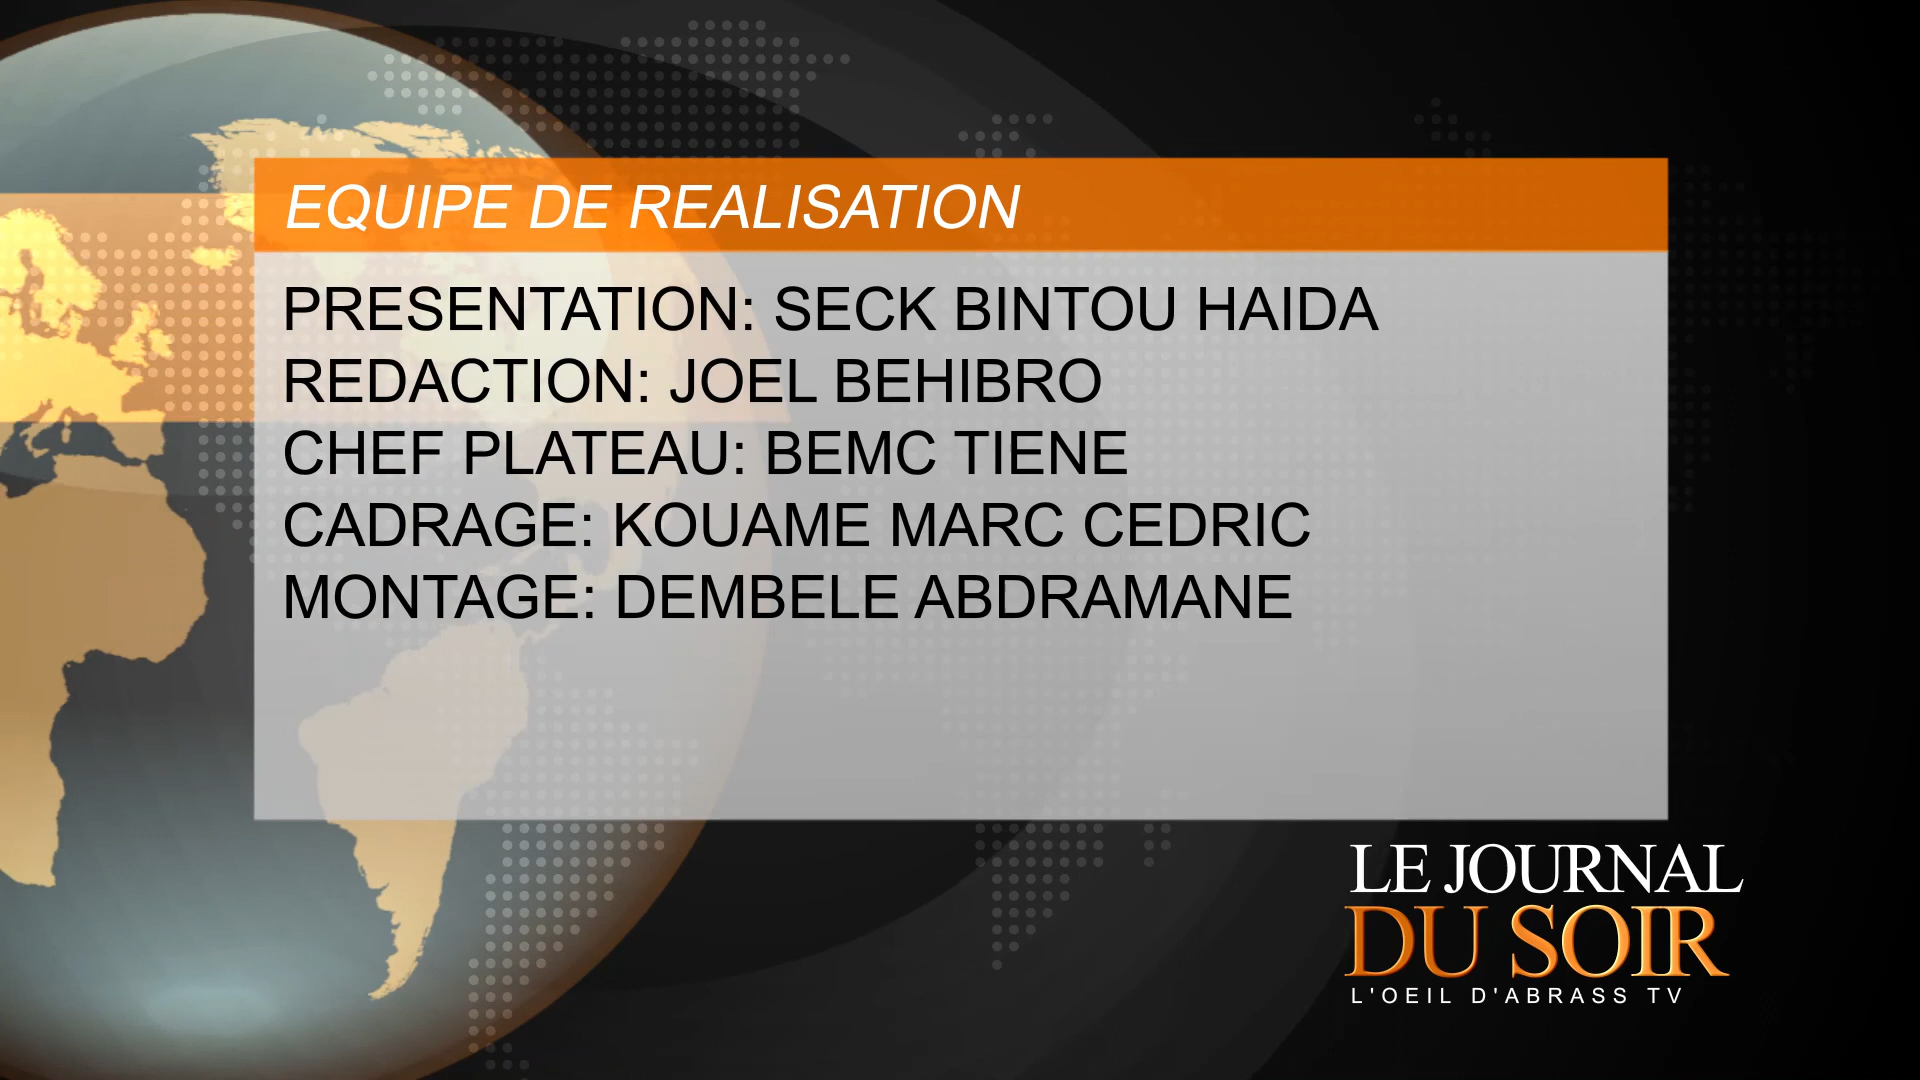 EQUIPE DE REALISATION
PRESENTATION: SECK BINTOU HAIDA
REDACTION: JOEL BEHIBRO
CHEF PLATEAU: BEMC TIENE
CADRAGE: KOUAME MARC CEDRIC
MONTAGE: DEMBELE ABDRAMANE
LE JOURNAL
DU SOIR
L'OEIL D'ABRASS TV